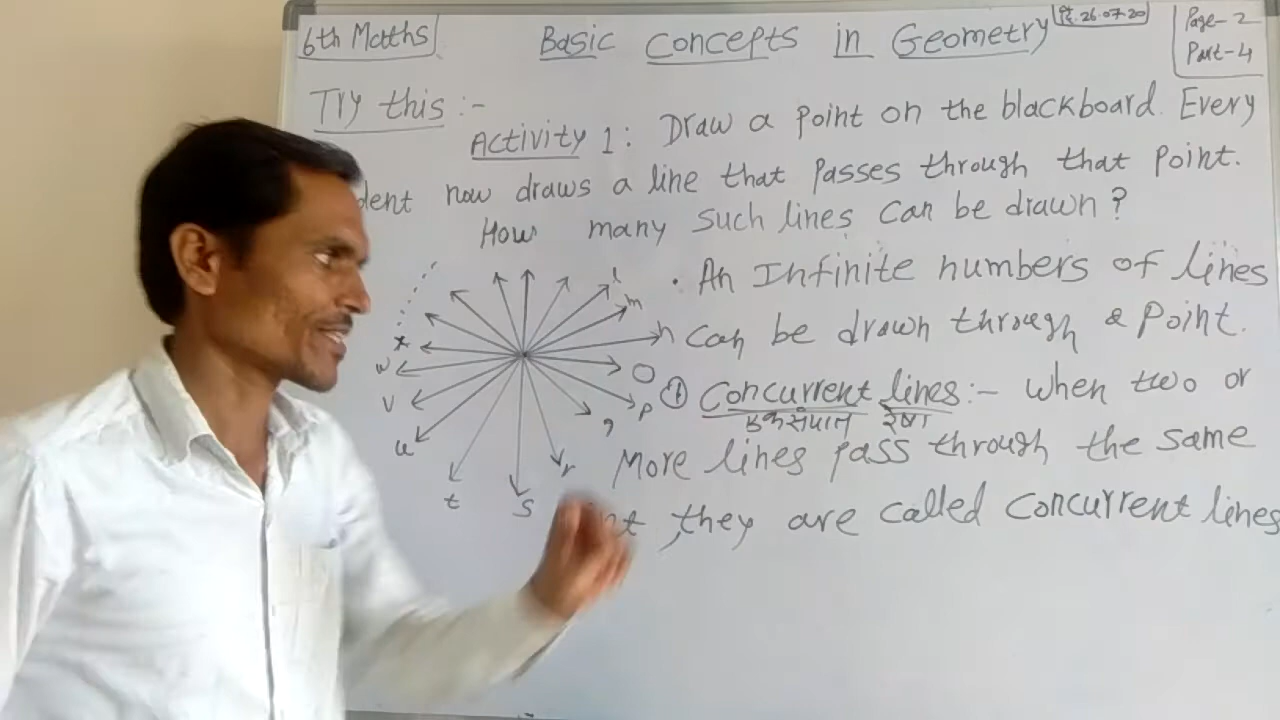 6th Maths
Basic Concepts in Geometry
दि. 26.07.20
Page-2
Part-4
Try this :-
Activity 1 : Draw a point on the blackboard. Every
dent now draws a line that passes through that point.
How many such lines can be drawn ?
. An Infinite numbers of lines
can be drawn through a point.
① Concurrent lines :- When two or
एकसंपात रेषा
More lines pass through the same
nt, they are called concurrent lines
l
m
n
O
p
q
r
S
t
u
v
w
x